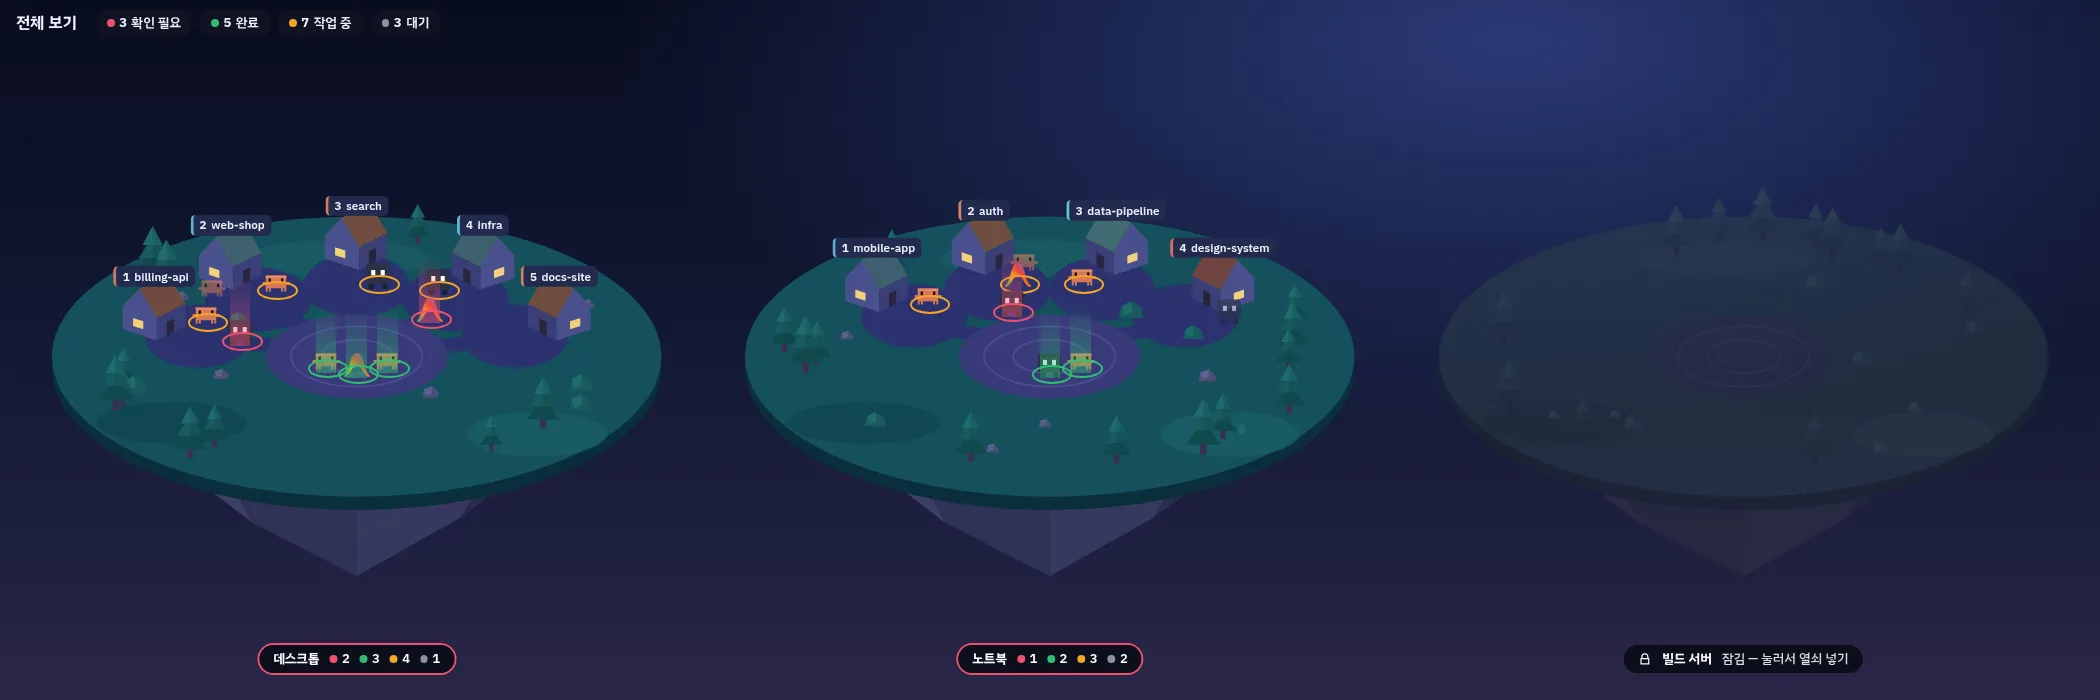 전체 보기 3 확인 필요 5 완료 7 작업 중 3 대기
3 search
2 web-shop
4 infra
1 billing-api
5 docs-site
2 auth
3 data-pipeline
1 mobile-app
4 design-system
데스크톱 2 3 4 1
노트북 1 2 3 2
빌드 서버 잠김 — 눌러서 열쇠 넣기